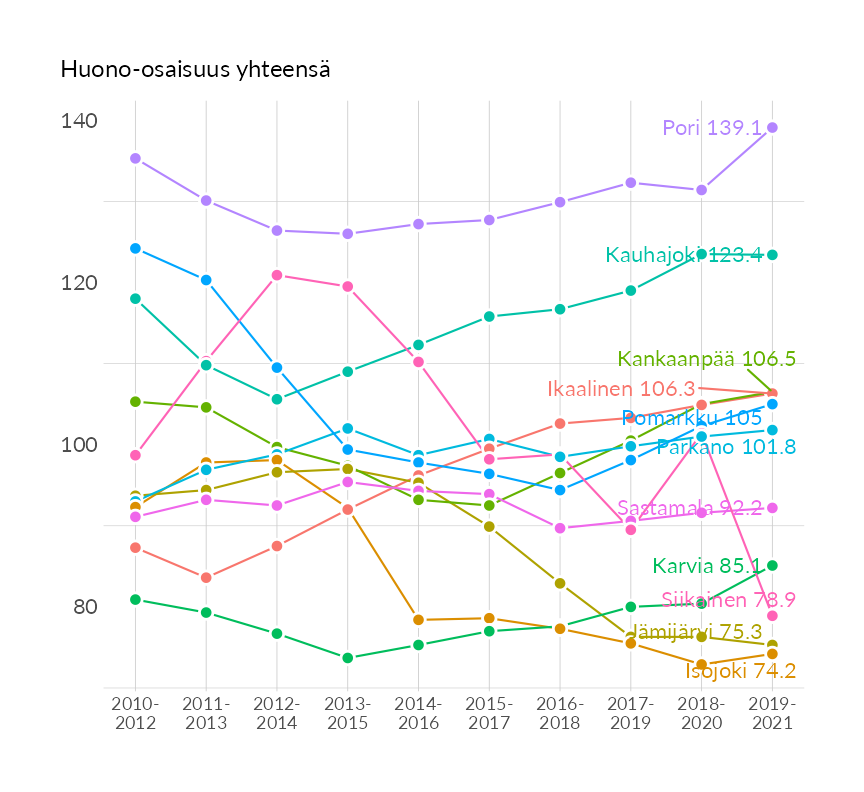 Huono-osaisuus yhteensä
140
Pori 139.1
Kauhajoki 123.4
120
Kankaanpää 106.5
Ikaalinen 106.3
Pomarkku 105
100
Parkano 101.8
Sastamala 92.2
Karvia 85.1
Siikainen 78.9
80
Jämijärvi 75.3
Isojoki 74.2
2010-
2012
2011-
2013
2012-
2014
2013-
2015
2014-
2016
2015-
2017
2016-
2018
2017-
2019
2018-
2020
2019-
2021